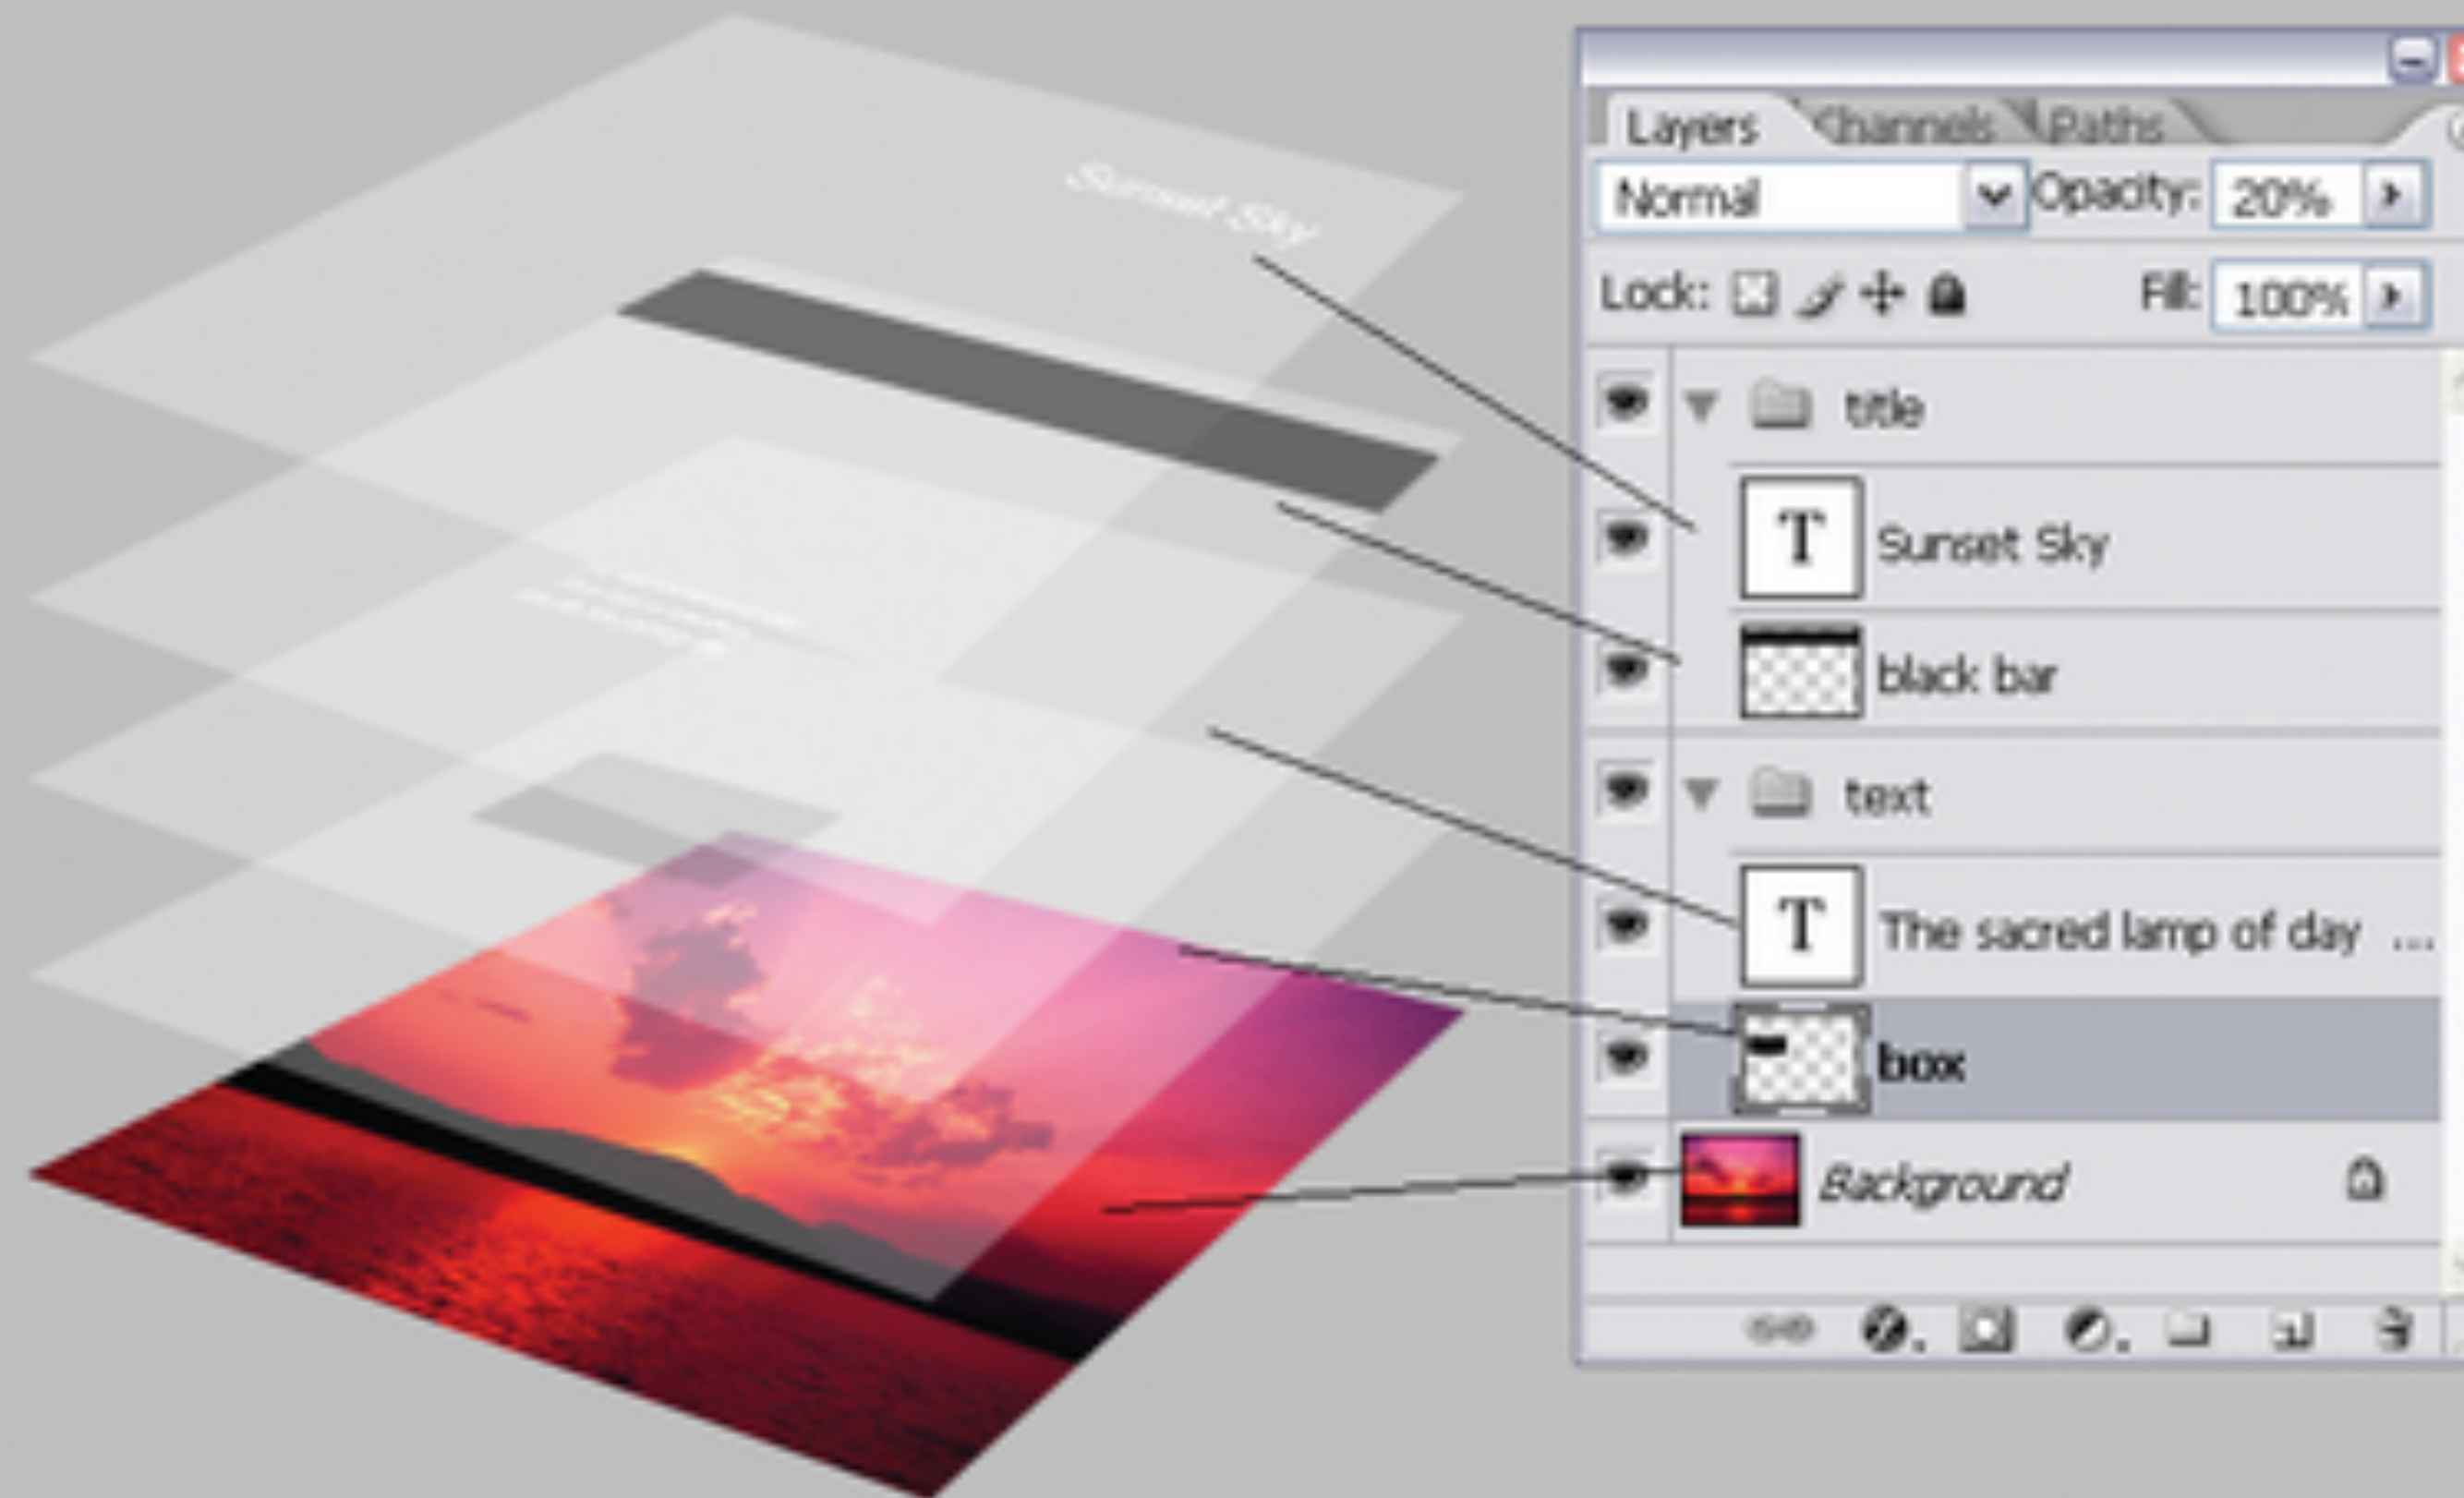 Sunset Sky
Layers Channels Paths
Normal Opacity: 20%
Lock: Fill: 100%
title
T Sunset Sky
black bar
text
T The sacred lamp of day ...
box
Background